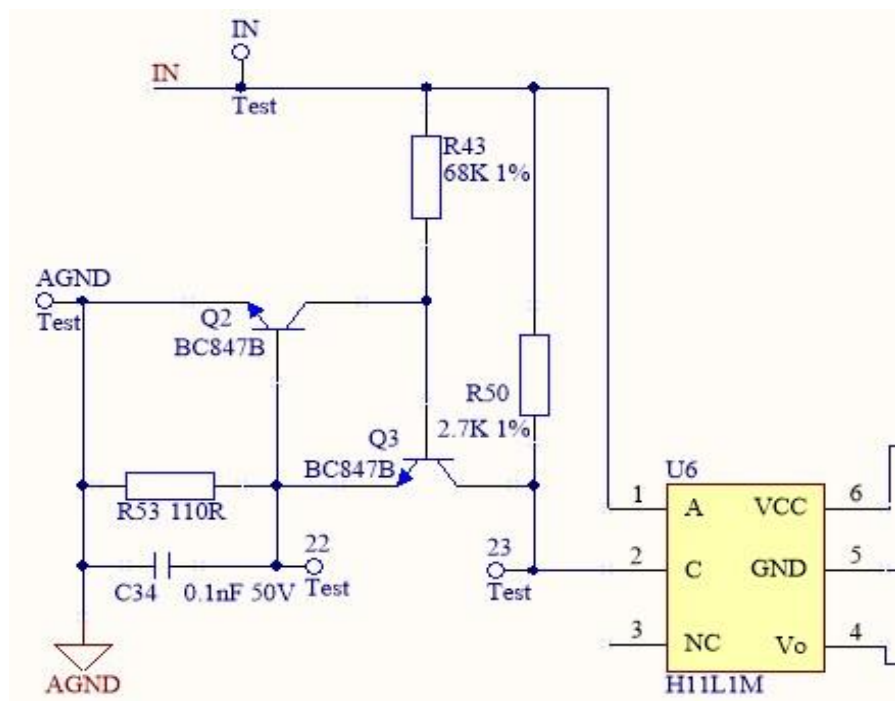 IN
IN
Test
R43
68K 1%
AGND
Test
Q2
BC847B
R50
2.7K 1%
Q3
BC847B
R53 110R
C34 0.1nF 50V
22
Test
23
Test
AGND
U6
1 A VCC 6
2 C GND 5
3 NC Vo 4
H11L1M